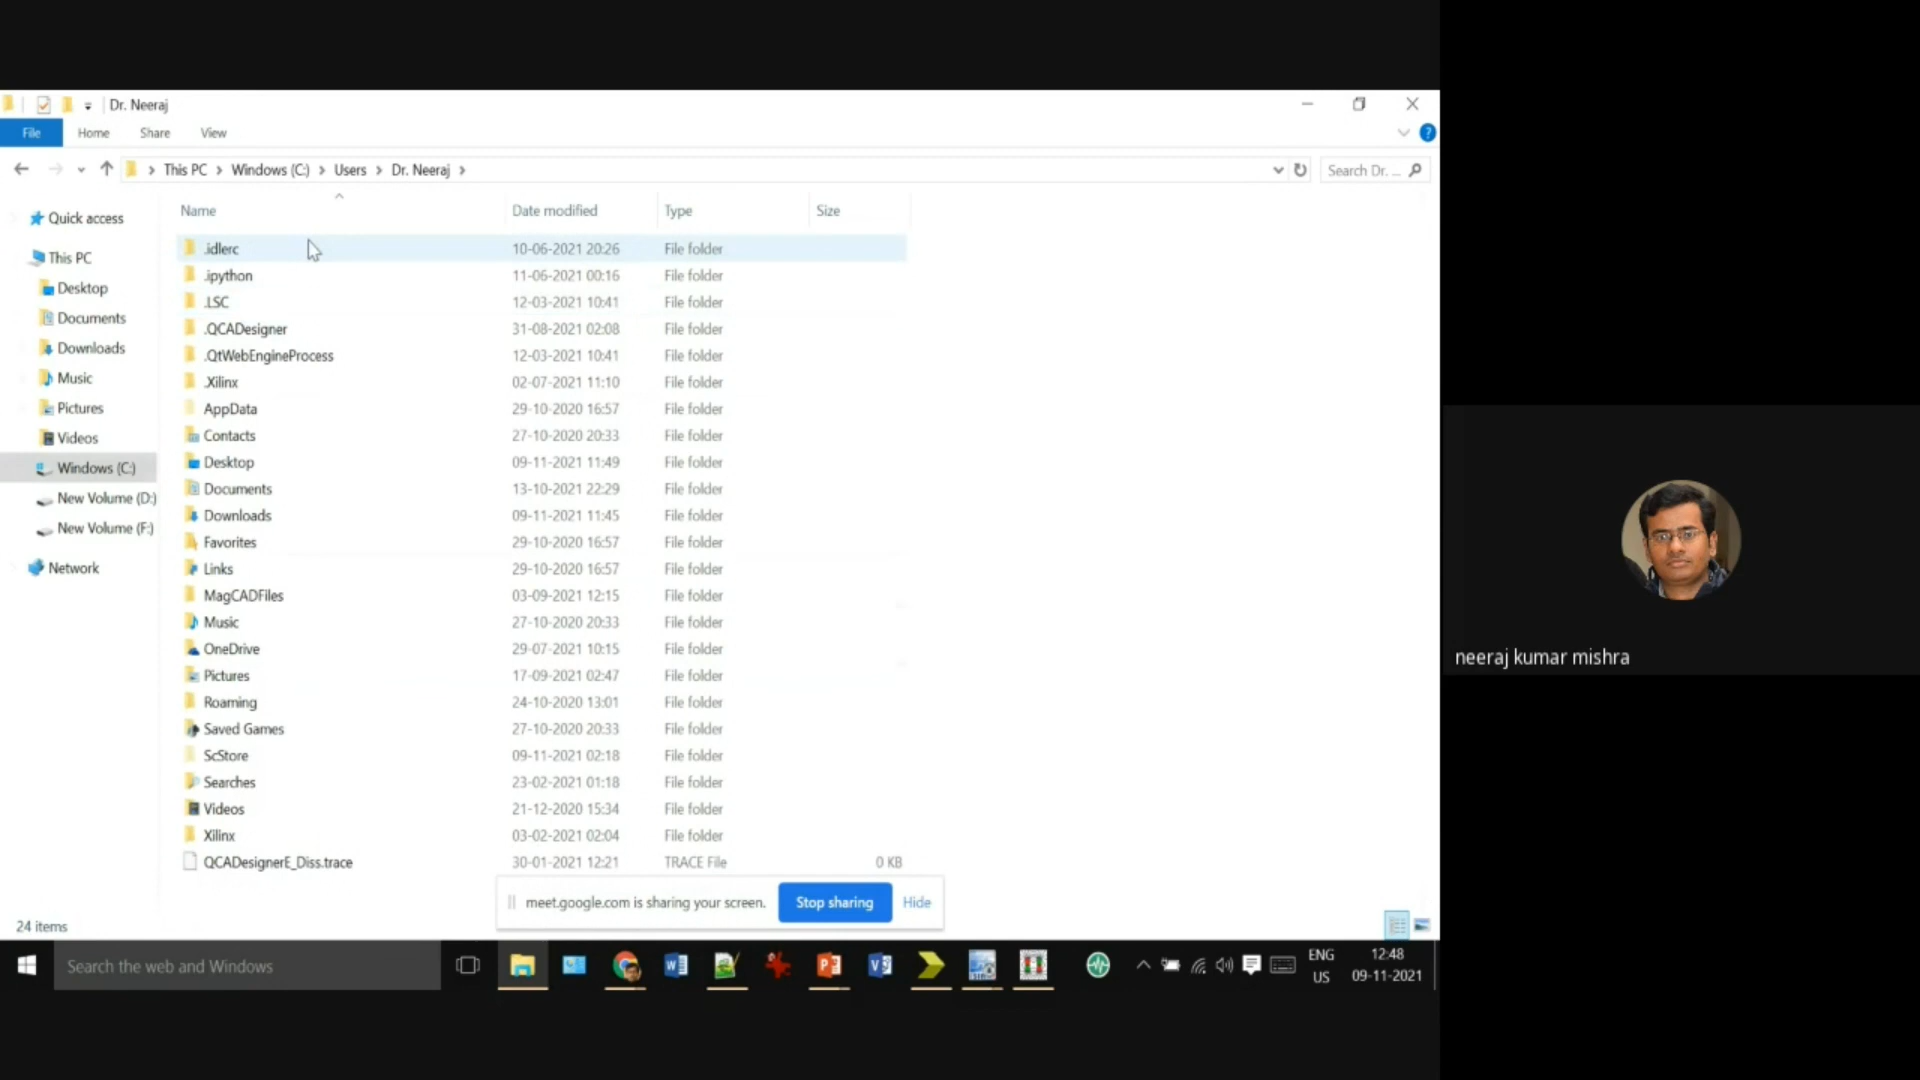 Dr. Neeraj
File Home Share View
This PC Windows (C:) Users Dr. Neeraj Search Dr. ...
Name Date modified Type Size
Quick access
This PC
Desktop
Documents
Downloads
Music
Pictures
Videos
Windows (C:)
New Volume (D:)
New Volume (F:)
Network
.idlerc 10-06-2021 20:26 File folder
.ipython 11-06-2021 00:16 File folder
.LSC 12-03-2021 10:41 File folder
.QCADesigner 31-08-2021 02:08 File folder
.QtWebEngineProcess 12-03-2021 10:41 File folder
.Xilinx 02-07-2021 11:10 File folder
AppData 29-10-2020 16:57 File folder
Contacts 27-10-2020 20:33 File folder
Desktop 09-11-2021 11:49 File folder
Documents 13-10-2021 22:29 File folder
Downloads 09-11-2021 11:45 File folder
Favorites 29-10-2020 16:57 File folder
Links 29-10-2020 16:57 File folder
MagCADFiles 03-09-2021 12:15 File folder
Music 27-10-2020 20:33 File folder
OneDrive 29-07-2021 10:15 File folder
Pictures 17-09-2021 02:47 File folder
Roaming 24-10-2020 13:01 File folder
Saved Games 27-10-2020 20:33 File folder
ScStore 09-11-2021 02:18 File folder
Searches 23-02-2021 01:18 File folder
Videos 21-12-2020 15:34 File folder
Xilinx 03-02-2021 02:04 File folder
QCADesignerE_Diss.trace 30-01-2021 12:21 TRACE File 0 KB
meet.google.com is sharing your screen. Stop sharing Hide
24 items
Search the web and Windows
ENG
US
12:48
09-11-2021
neeraj kumar mishra